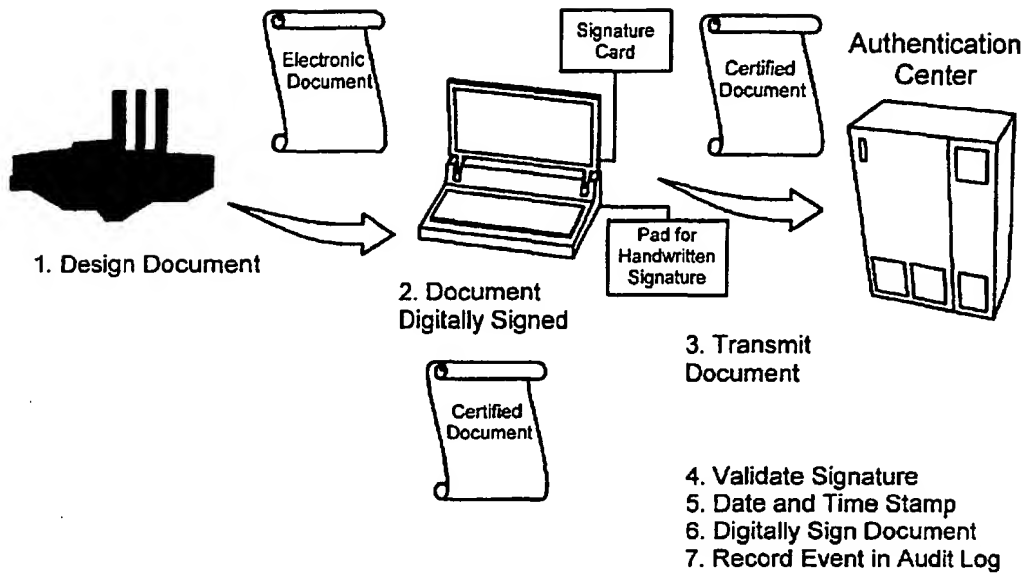 Electronic
Document
Signature
Card
Certified
Document
Authentication
Center
1. Design Document
Pad for
Handwritten
Signature
2. Document
Digitally Signed
3. Transmit
Document
Certified
Document
4. Validate Signature
5. Date and Time Stamp
6. Digitally Sign Document
7. Record Event in Audit Log